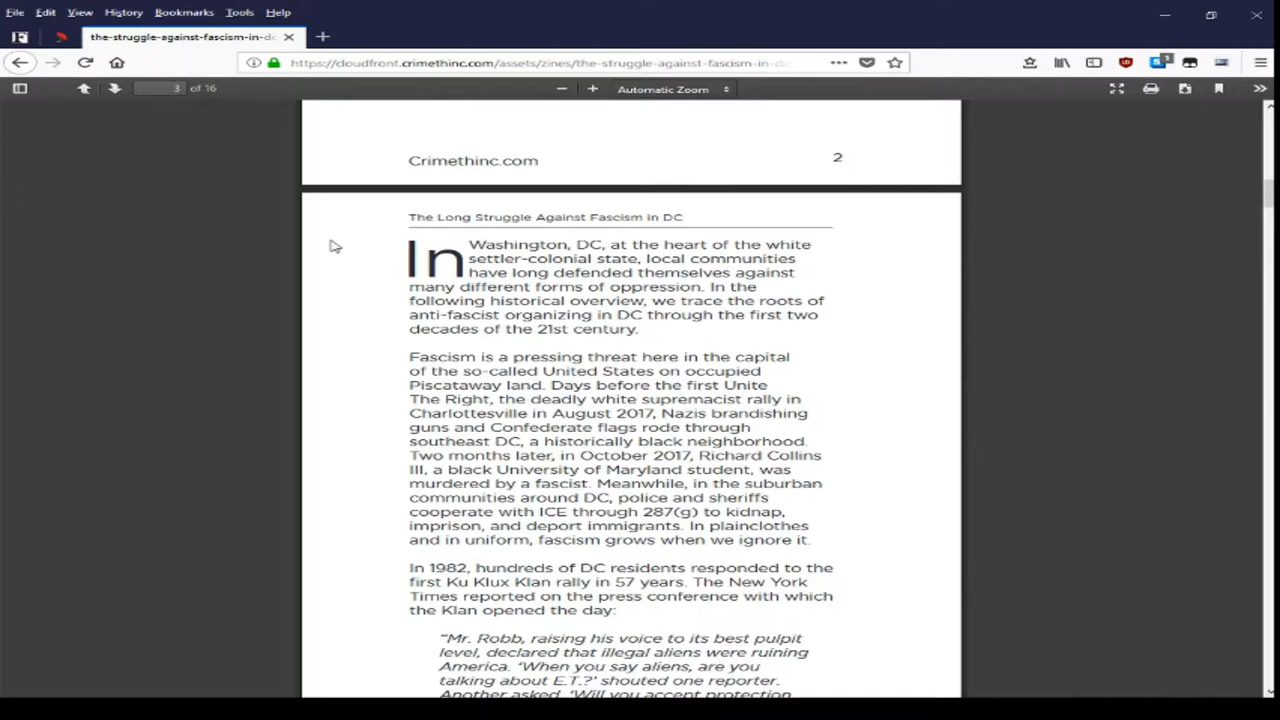 File Edit View History Bookmarks Tools Help
the-struggle-against-fascism-in-dc
https://cloudfront.crimethinc.com/assets/zines/the-struggle-against-fascism-in-d
3 of 16
Automatic Zoom
Crimethinc.com
2
The Long Struggle Against Fascism in DC
In Washington, DC, at the heart of the white
settler-colonial state, local communities
have long defended themselves against
many different forms of oppression. In the
following historical overview, we trace the roots of
anti-fascist organizing in DC through the first two
decades of the 21st century.
Fascism is a pressing threat here in the capital
of the so-called United States on occupied
Piscataway land. Days before the first Unite
The Right, the deadly white supremacist rally in
Charlottesville in August 2017, Nazis brandishing
guns and Confederate flags rode through
southeast DC, a historically black neighborhood.
Two months later, in October 2017, Richard Collins
III, a black University of Maryland student, was
murdered by a fascist. Meanwhile, in the suburban
communities around DC, police and sheriffs
cooperate with ICE through 287(g) to kidnap,
imprison, and deport immigrants. In plainclothes
and in uniform, fascism grows when we ignore it.
In 1982, hundreds of DC residents responded to the
first Ku Klux Klan rally in 57 years. The New York
Times reported on the press conference with which
the Klan opened the day:
"Mr. Robb, raising his voice to its best pulpit
level, declared that illegal aliens were ruining
America. 'When you say aliens, are you
talking about E.T.?' shouted one reporter.
Another asked, 'Will you accept protection